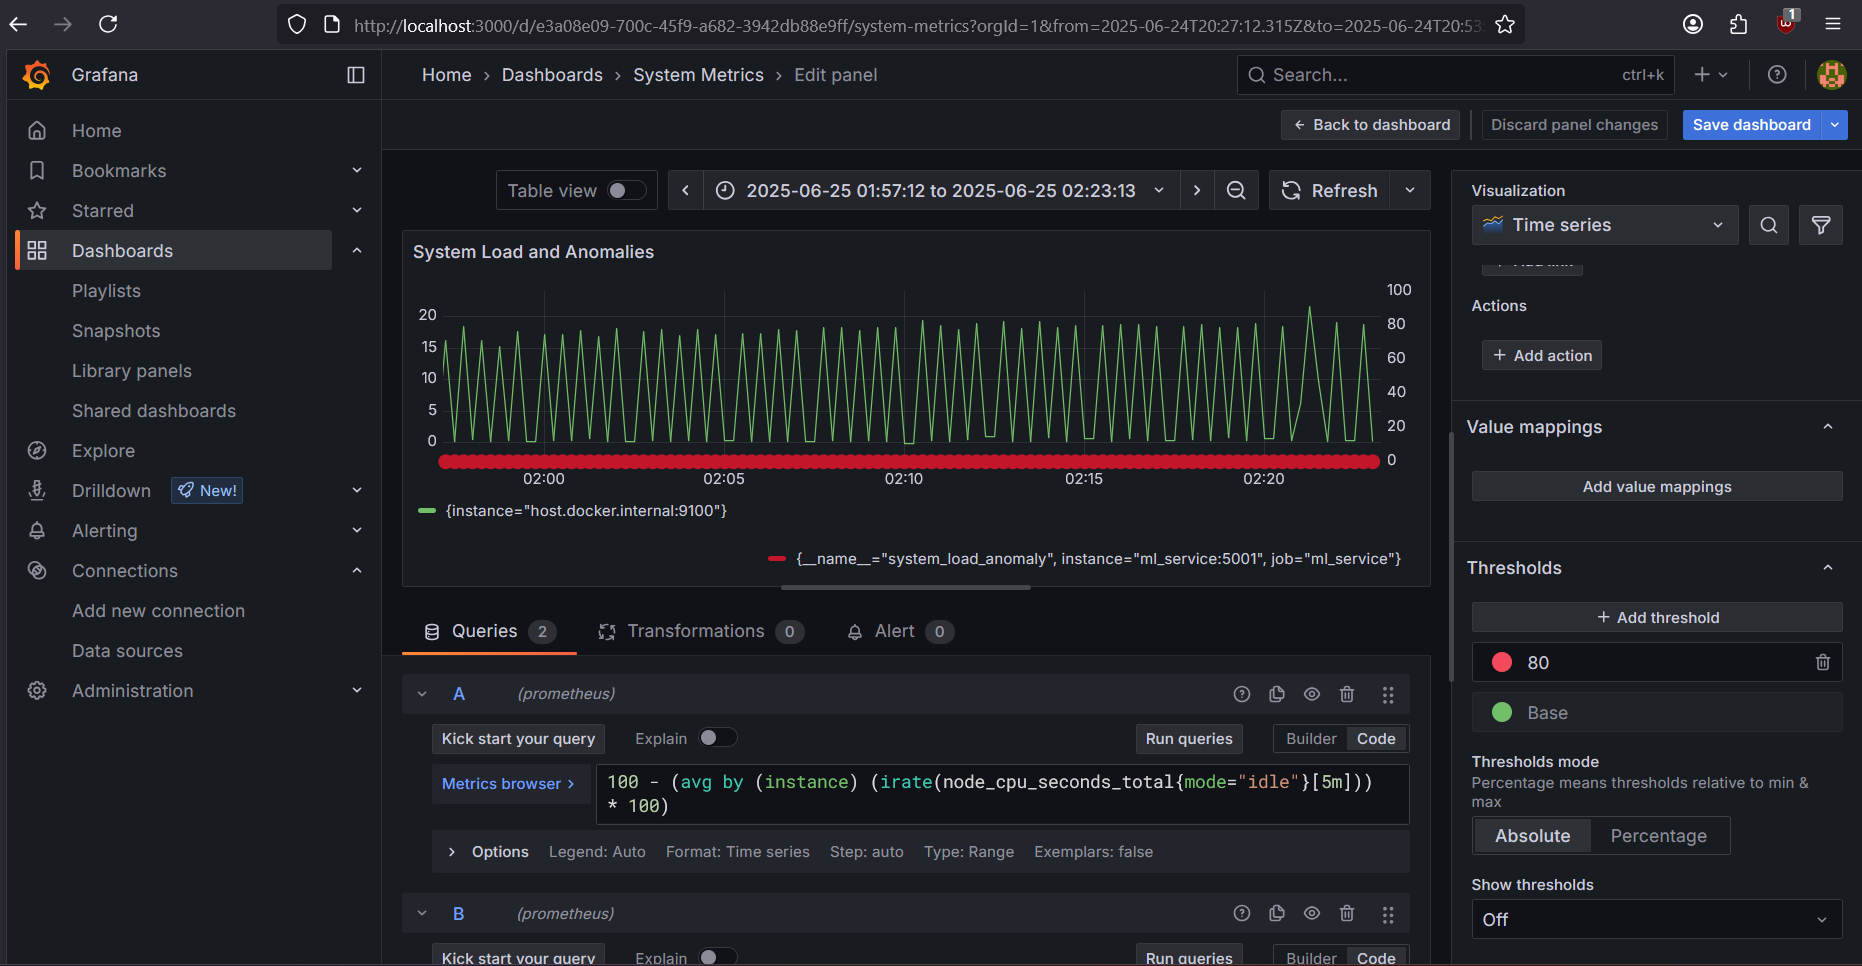 http://localhost:3000/d/e3a08e09-700c-45f9-a682-3942db88e9ff/system-metrics?orgId=1&from=2025-06-24T20:27:12.315Z&to=2025-06-24T20:53:
1
Grafana
Home › Dashboards › System Metrics › Edit panel
Search...
ctrl+k
Back to dashboard
Discard panel changes
Save dashboard
Home
Bookmarks
Starred
Dashboards
Playlists
Snapshots
Library panels
Shared dashboards
Explore
Drilldown
New!
Alerting
Connections
Add new connection
Data sources
Administration
Table view
2025-06-25 01:57:12 to 2025-06-25 02:23:13
Refresh
System Load and Anomalies
20
15
10
5
0
100
80
60
40
20
0
02:00
02:05
02:10
02:15
02:20
{instance="host.docker.internal:9100"}
{__name__="system_load_anomaly", instance="ml_service:5001", job="ml_service"}
Queries 2
Transformations 0
Alert 0
A (prometheus)
Kick start your query
Explain
Run queries
Builder
Code
Metrics browser >
100 - (avg by (instance) (irate(node_cpu_seconds_total{mode="idle"}[5m]))
* 100)
Options
Legend: Auto
Format: Time series
Step: auto
Type: Range
Exemplars: false
B (prometheus)
Kick start your query
Explain
Run queries
Builder
Code
Visualization
Time series
+ Add link
Actions
+ Add action
Value mappings
Add value mappings
Thresholds
+ Add threshold
80
Base
Thresholds mode
Percentage means thresholds relative to min &
max
Absolute
Percentage
Show thresholds
Off